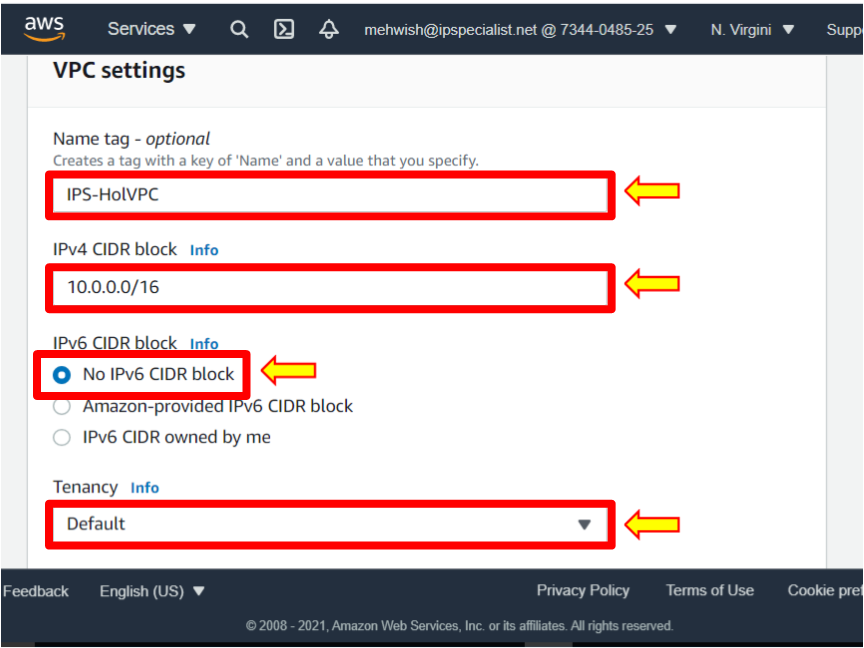 aws Services mehwish@ipspecialist.net @ 7344-0485-25 N. Virgini Supp
VPC settings
Name tag - optional
Creates a tag with a key of 'Name' and a value that you specify.
IPS-HolVPC
IPv4 CIDR block Info
10.0.0.0/16
IPv6 CIDR block Info
No IPv6 CIDR block
Amazon-provided IPv6 CIDR block
IPv6 CIDR owned by me
Tenancy Info
Default
Feedback English (US) Privacy Policy Terms of Use Cookie pref
© 2008 - 2021, Amazon Web Services, Inc. or its affiliates. All rights reserved.